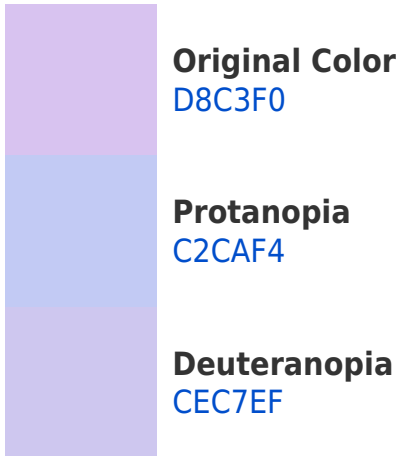 Original Color
D8C3F0
Protanopia
C2CAF4
Deuteranopia
CEC7EF